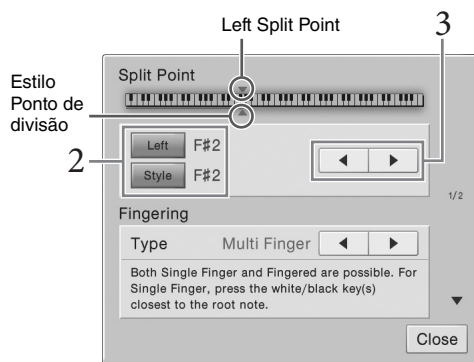 Left Split Point
3
Split Point
Estilo
Ponto de
divisão
2
Left F#2
Style F#2
1/2
Fingering
Type Multi Finger
Both Single Finger and Fingered are possible. For
Single Finger, press the white/black key(s)
closest to the root note.
Close